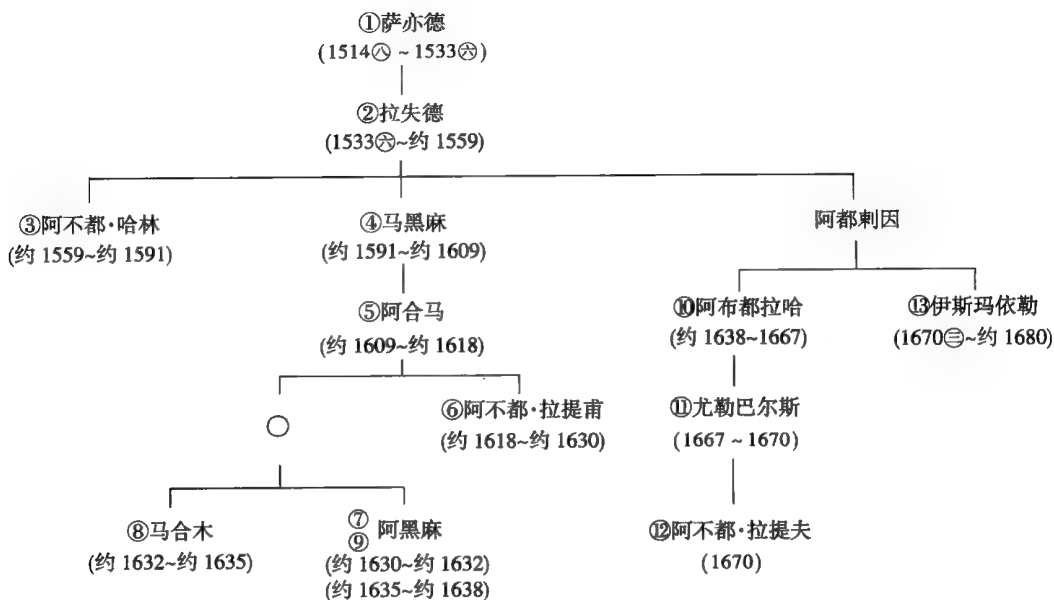 ①萨亦德
(1514㊇~1533㊅)
②拉失德
(1533㊅~约1559)
③阿不都·哈林
(约1559~约1591)
④马黑麻
(约1591~约1609)
阿都剌因
⑤阿合马
(约1609~约1618)
⑩阿布都拉哈
(约1638~1667)
⑬伊斯玛依勒
(1670㊂~约1680)
⑥阿不都·拉提甫
(约1618~约1630)
⑪尤勒巴尔斯
(1667~1670)
⑧马合木
(约1632~约1635)
⑦⑨阿黑麻
(约1630~约1632)
(约1635~约1638)
⑫阿不都·拉提夫
(1670)